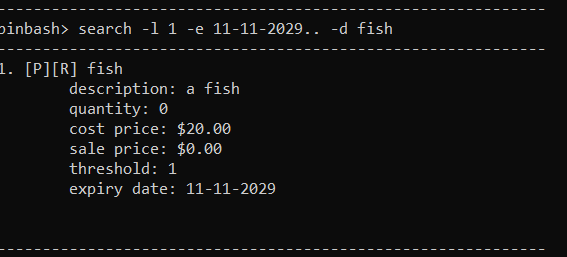 --------------------------------------------------------------
binbash> search -l 1 -e 11-11-2029.. -d fish
--------------------------------------------------------------
1. [P][R] fish
description: a fish
quantity: 0
cost price: $20.00
sale price: $0.00
threshold: 1
expiry date: 11-11-2029
--------------------------------------------------------------